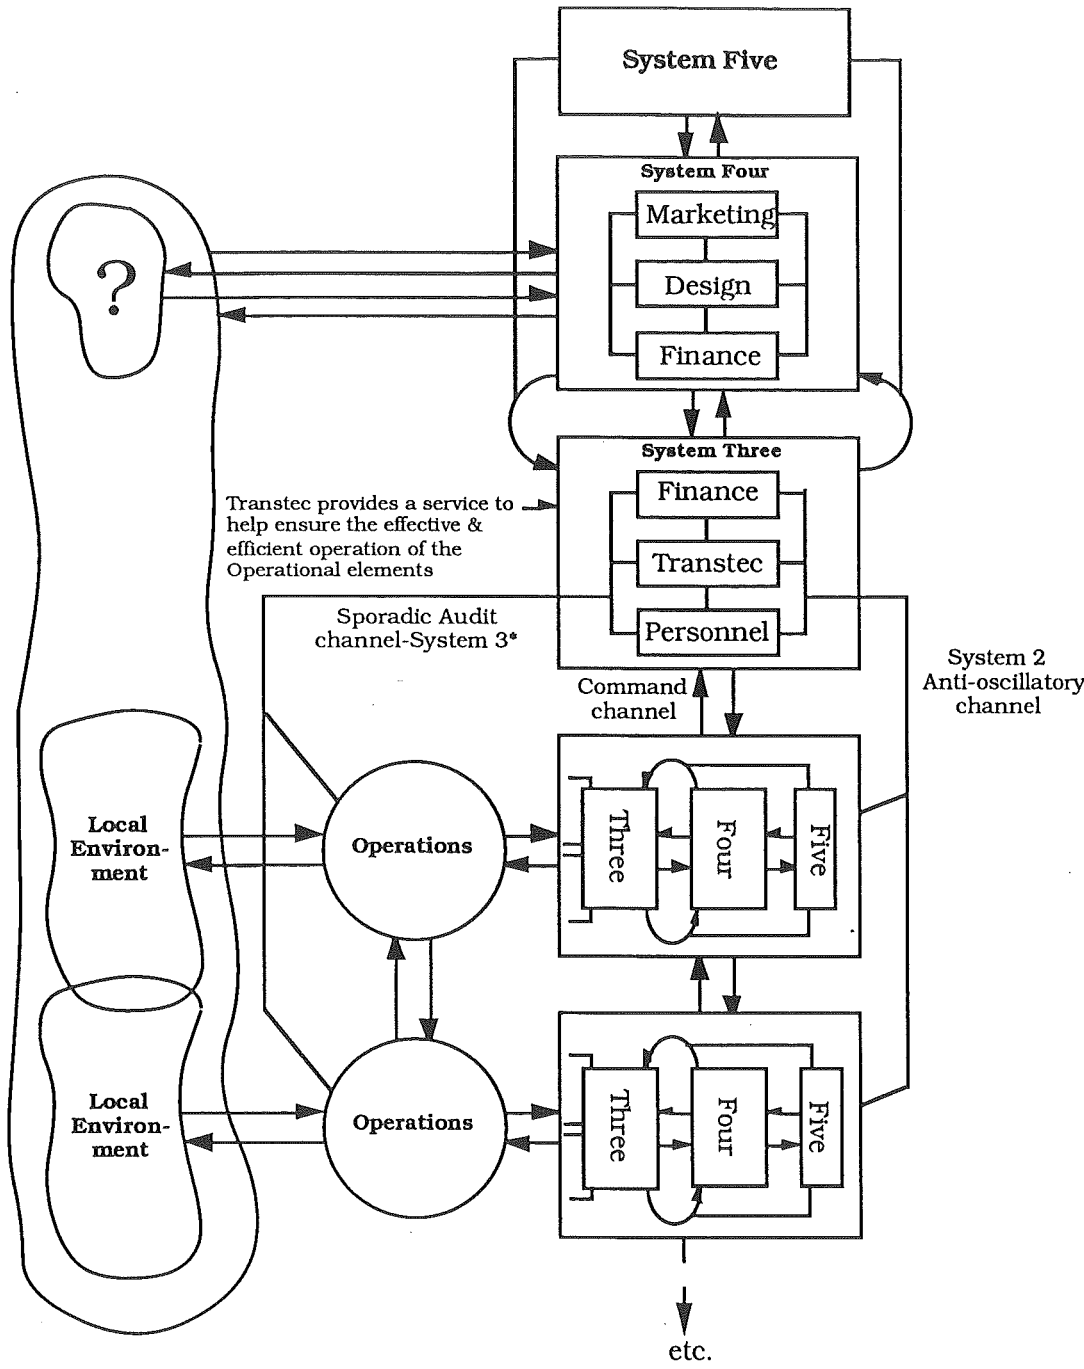 System Five
System Four
Marketing
Design
Finance
?
System Three
Finance
Transtec
Personnel
Transtec provides a service to
help ensure the effective &
efficient operation of the
Operational elements
Sporadic Audit
channel-System 3*
Command
channel
System 2
Anti-oscillatory
channel
Local
Environ-
ment
Operations
Three
Four
Five
Local
Environ-
ment
Operations
Three
Four
Five
etc.